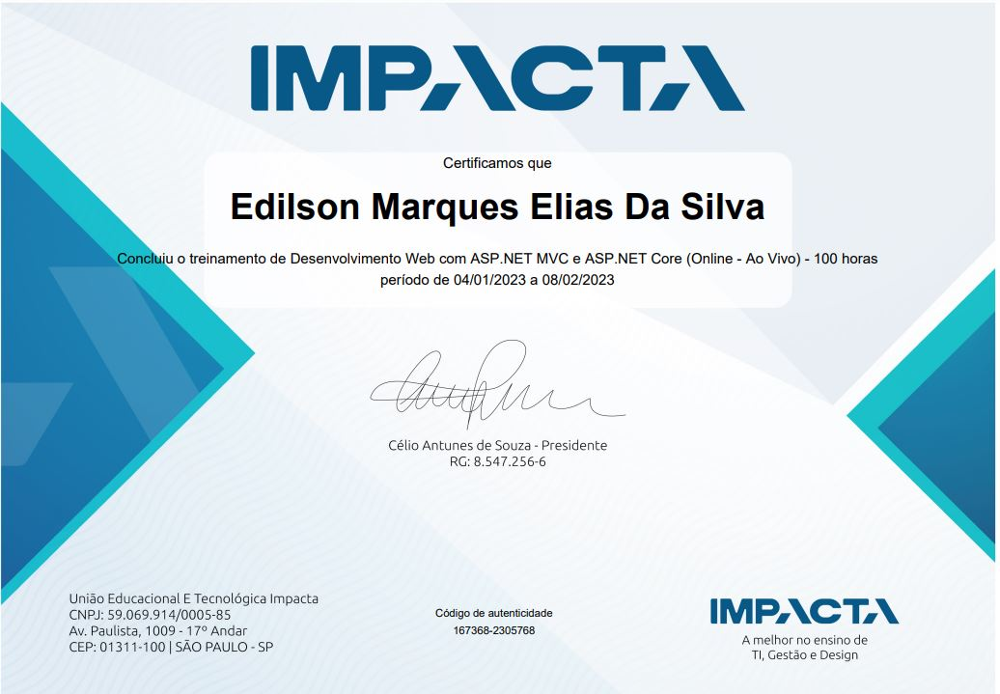 IMPACTA
Certificamos que
Edilson Marques Elias Da Silva
Concluiu o treinamento de Desenvolvimento Web com ASP.NET MVC e ASP.NET Core (Online - Ao Vivo) - 100 horas
período de 04/01/2023 a 08/02/2023
Célio Antunes de Souza - Presidente
RG: 8.547.256-6
União Educacional E Tecnológica Impacta
CNPJ: 59.069.914/0005-85
Av. Paulista, 1009 - 17º Andar
CEP: 01311-100 | SÃO PAULO - SP
Código de autenticidade
167368-2305768
IMPACTA
A melhor no ensino de
TI, Gestão e Design